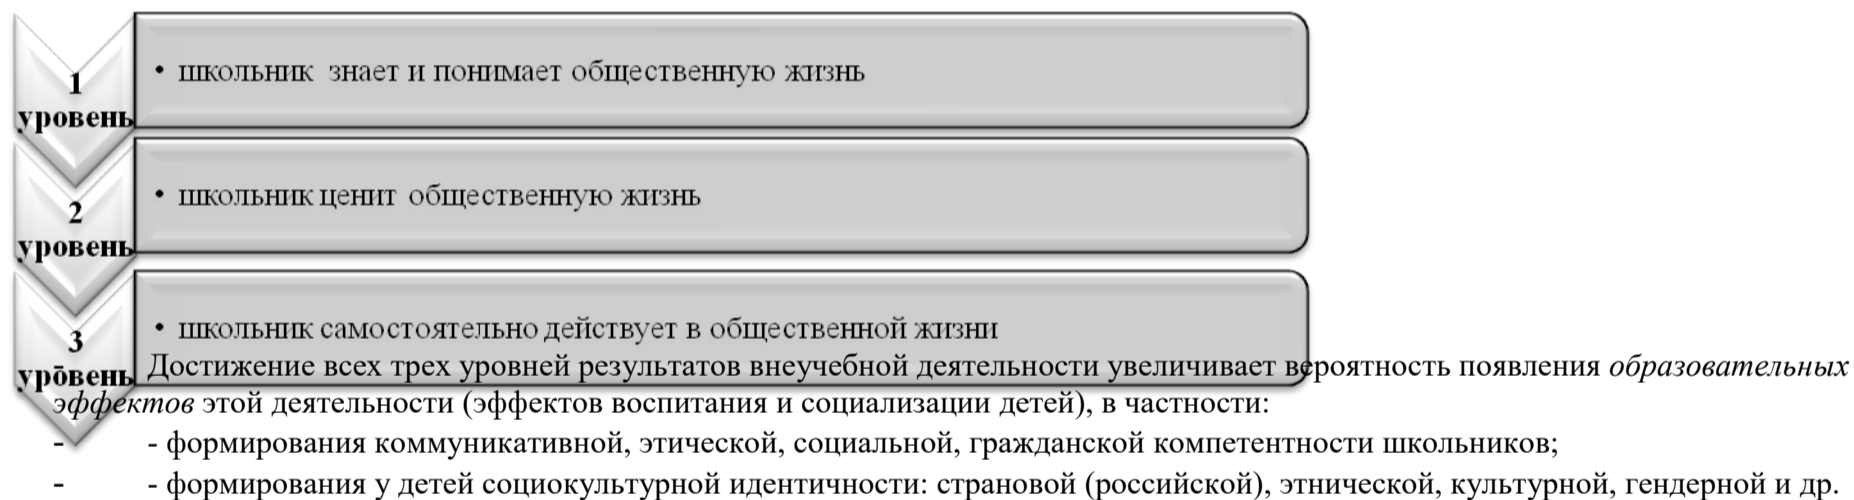 1
уровень
• школьник знает и понимает общественную жизнь
2
уровень
• школьник ценит общественную жизнь
3
уровень
• школьник самостоятельно действует в общественной жизни
- Достижение всех трех уровней результатов внеучебной деятельности увеличивает вероятность появления образовательных
эффектов этой деятельности (эффектов воспитания и социализации детей), в частности:
- - формирования коммуникативной, этической, социальной, гражданской компетентности школьников;
- - формирования у детей социокультурной идентичности: страновой (российской), этнической, культурной, гендерной и др.